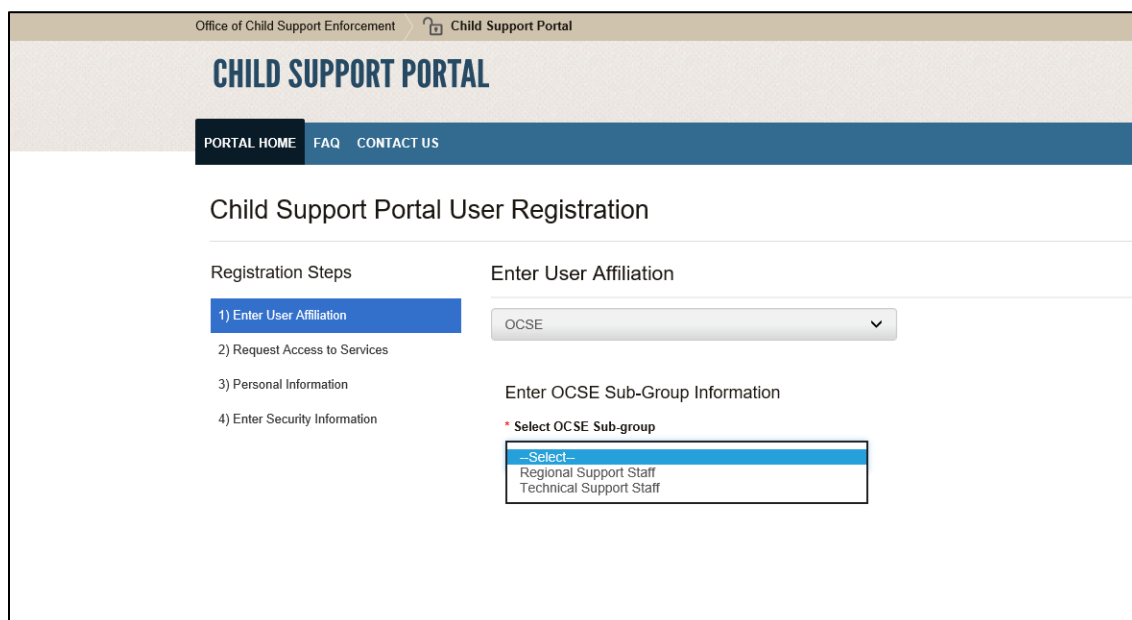 Office of Child Support Enforcement Child Support Portal
CHILD SUPPORT PORTAL
PORTAL HOME FAQ CONTACT US
Child Support Portal User Registration
Registration Steps
1) Enter User Affiliation
2) Request Access to Services
3) Personal Information
4) Enter Security Information
Enter User Affiliation
OCSE
Enter OCSE Sub-Group Information
* Select OCSE Sub-group
--Select--
Regional Support Staff
Technical Support Staff